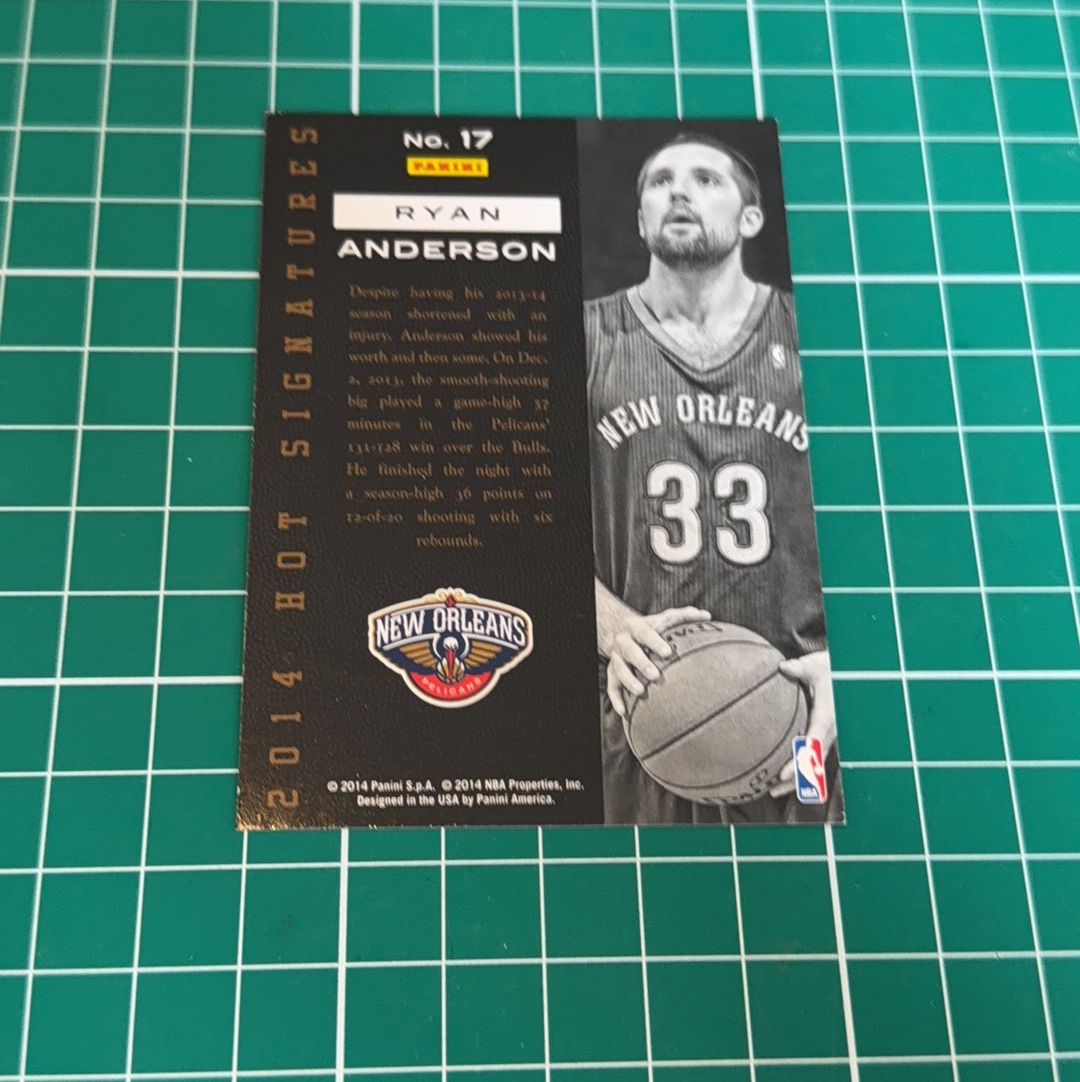 2014 HOT SIGNATURES
No. 17
PANINI
RYAN
ANDERSON
Despite having his 2013-14
season shortened with an
injury, Anderson showed his
worth and then some. On Dec.
2, 2013, the smooth-shooting
big played a game-high 57
minutes in the Pelicans'
131-128 win over the Bulls.
He finished the night with
a season-high 36 points on
12-of-20 shooting with six
rebounds.
NEW ORLEANS
PELICANS
© 2014 Panini S.p.A. © 2014 NBA Properties, Inc.
Designed in the USA by Panini America.
NEW ORLEANS
33
NBA